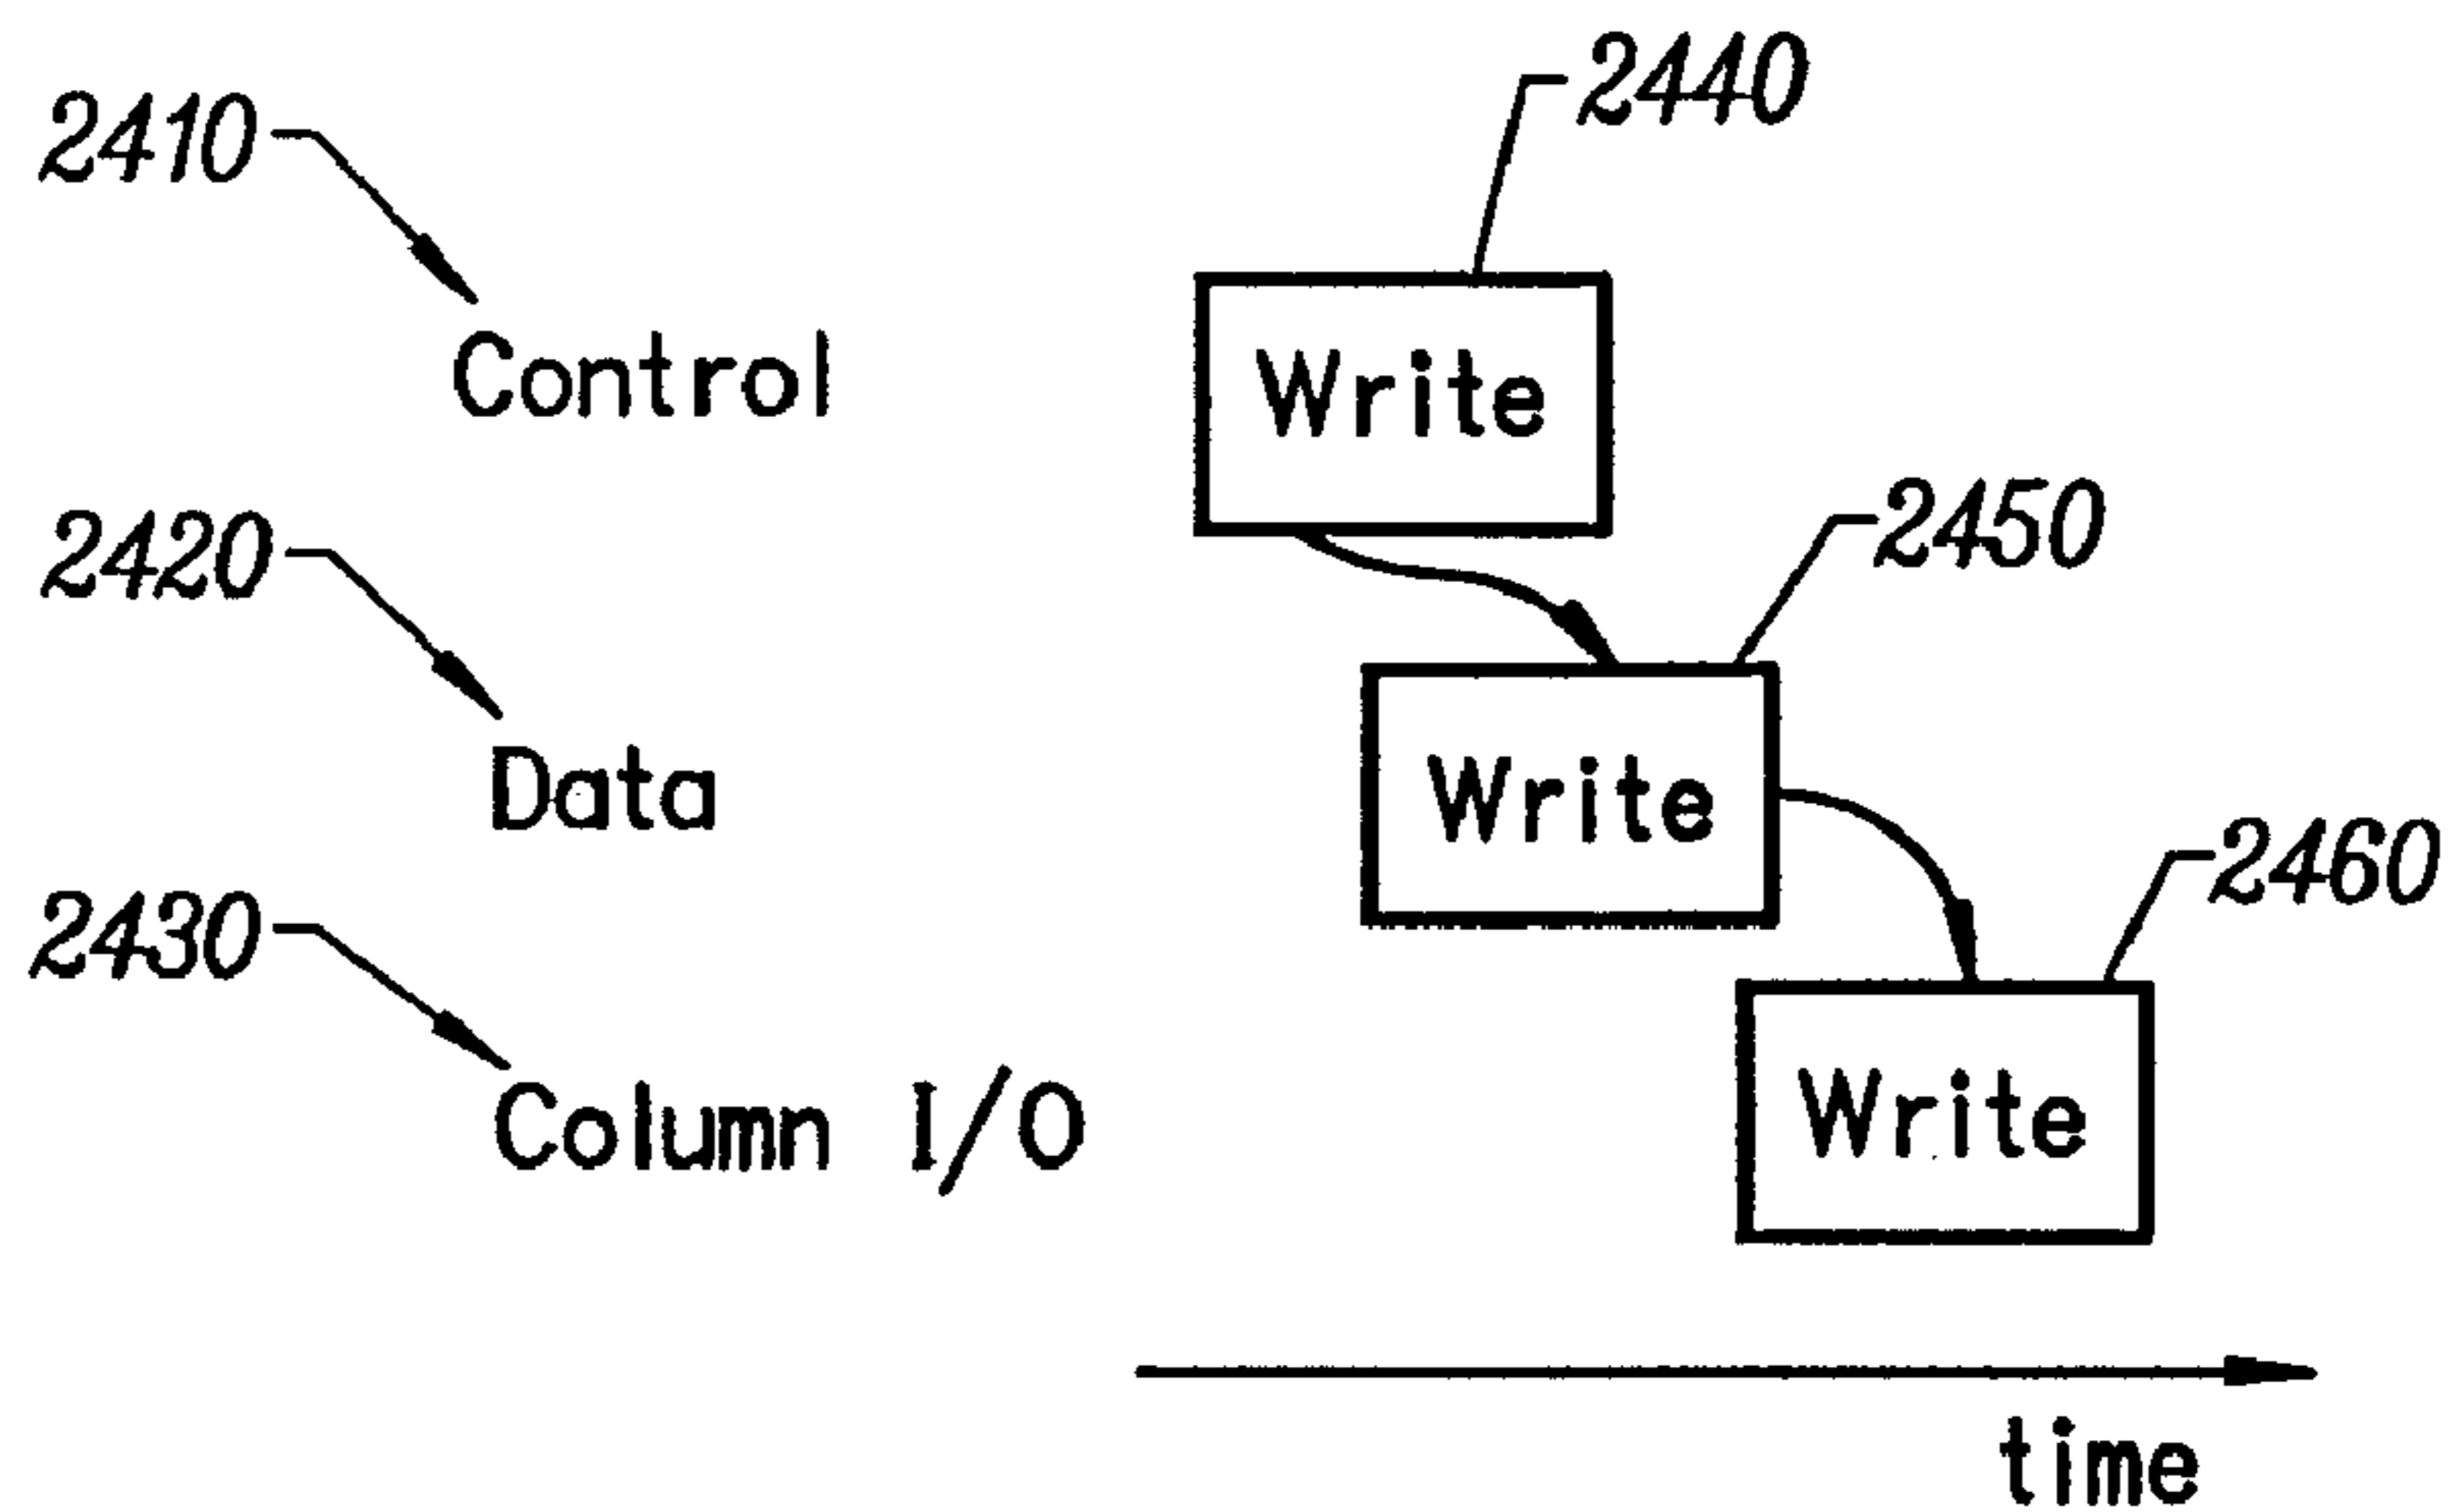 2440
2410
Control
Write
2450
2420
Data
Write
2460
2430
Column I/O
Write
time